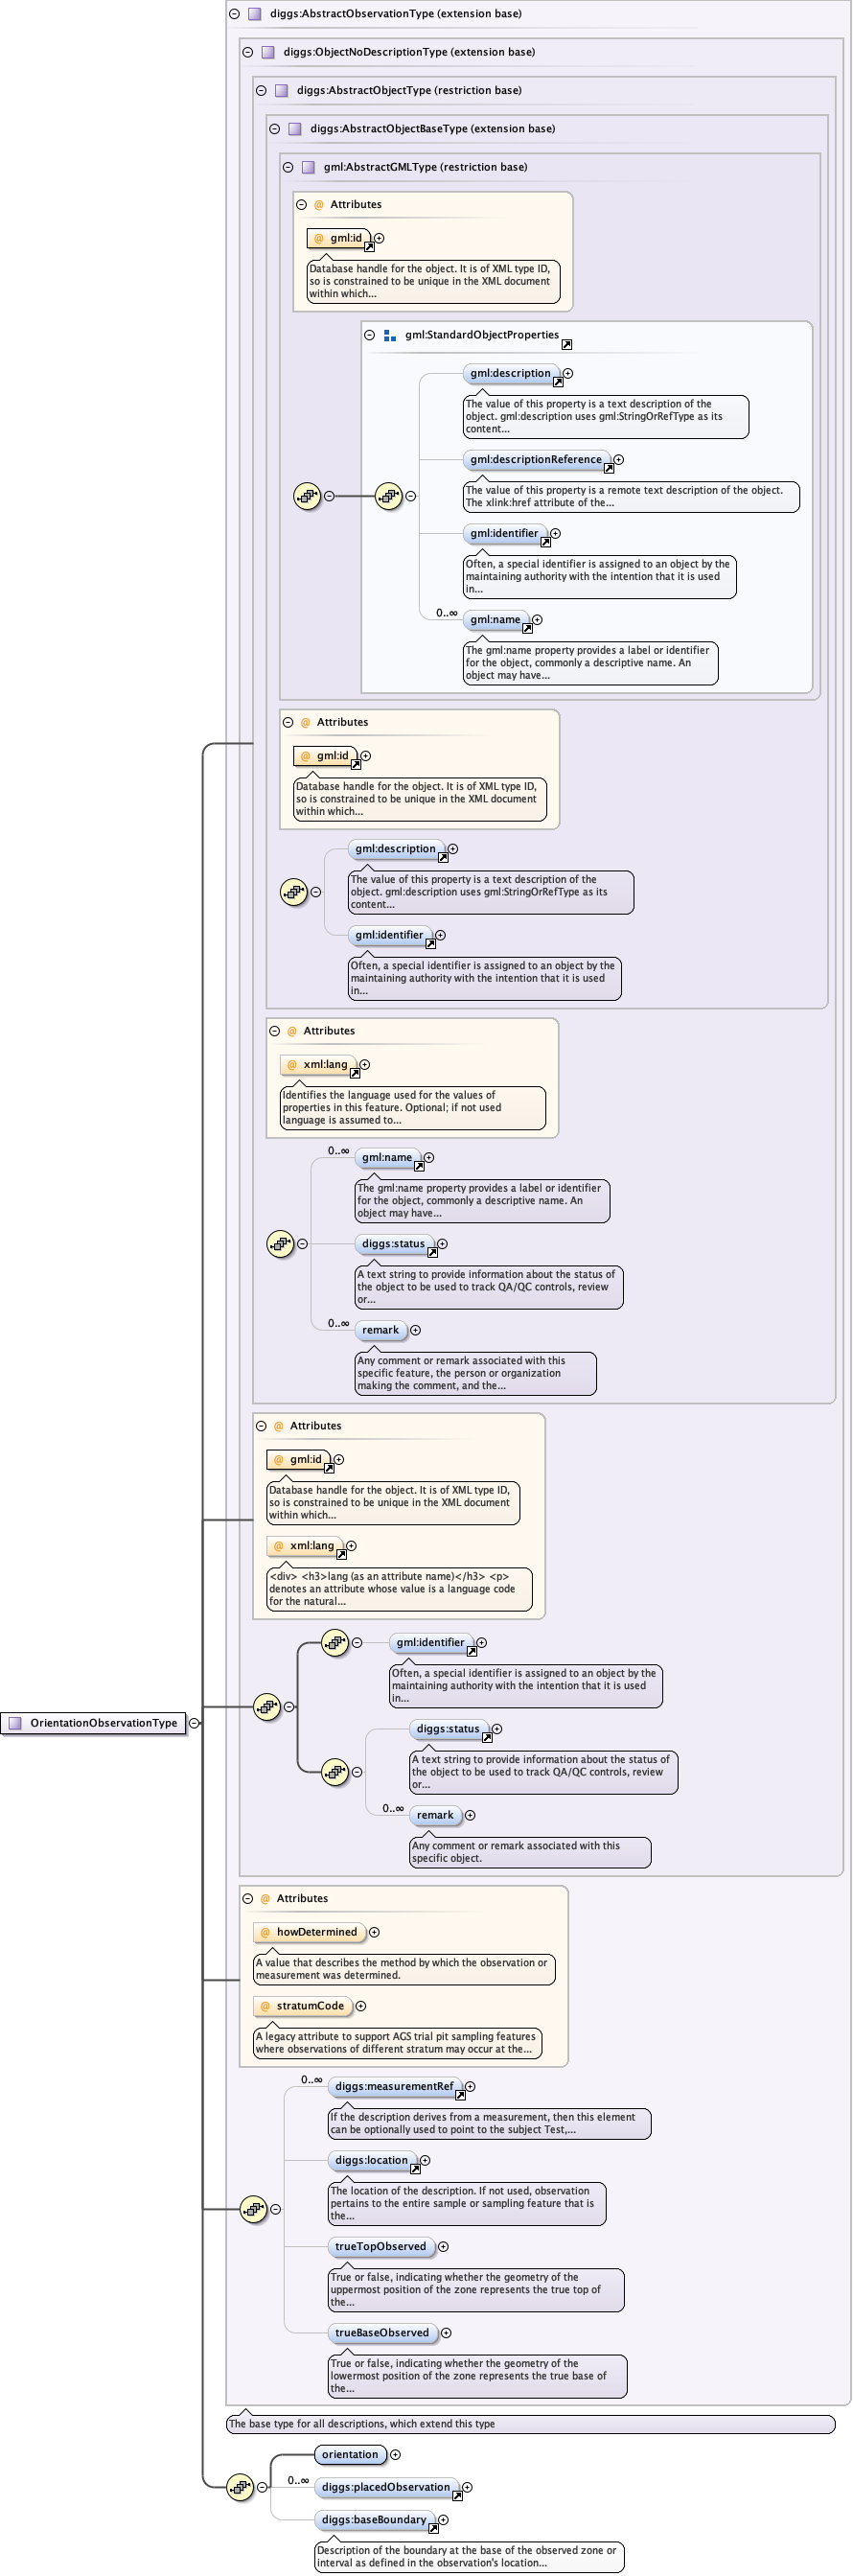 diggs:AbstractObservationType (extension base)
diggs:ObjectNoDescriptionType (extension base)
diggs:AbstractObjectType (restriction base)
diggs:AbstractObjectBaseType (extension base)
gml:AbstractGMLType (restriction base)
@ Attributes
@ gml:id
Database handle for the object. It is of XML type ID,
so is constrained to be unique in the XML document
within which...
gml:StandardObjectProperties
gml:description
The value of this property is a text description of the
object. gml:description uses gml:StringOrRefType as its
content...
gml:descriptionReference
The value of this property is a remote text description of the object.
The xlink:href attribute of the...
gml:identifier
Often, a special identifier is assigned to an object by the
maintaining authority with the intention that it is used
in...
0..∞
gml:name
The gml:name property provides a label or identifier
for the object, commonly a descriptive name. An
object may have...
@ Attributes
@ gml:id
Database handle for the object. It is of XML type ID,
so is constrained to be unique in the XML document
within which...
gml:description
The value of this property is a text description of the
object. gml:description uses gml:StringOrRefType as its
content...
gml:identifier
Often, a special identifier is assigned to an object by the
maintaining authority with the intention that it is used
in...
@ Attributes
@ xml:lang
Identifies the language used for the values of
properties in this feature. Optional; if not used
language is assumed to...
0..∞
gml:name
The gml:name property provides a label or identifier
for the object, commonly a descriptive name. An
object may have...
diggs:status
A text string to provide information about the status of
the object to be used to track QA/QC controls, review
or...
0..∞
remark
Any comment or remark associated with this
specific feature, the person or organization
making the comment, and the...
@ Attributes
@ gml:id
Database handle for the object. It is of XML type ID,
so is constrained to be unique in the XML document
within which...
@ xml:lang
<div> <h3>lang (as an attribute name)</h3> <p>
denotes an attribute whose value is a language code
for the natural...
gml:identifier
Often, a special identifier is assigned to an object by the
maintaining authority with the intention that it is used
in...
OrientationObservationType
diggs:status
A text string to provide information about the status of
the object to be used to track QA/QC controls, review
or...
0..∞
remark
Any comment or remark associated with this
specific object.
@ Attributes
@ howDetermined
A value that describes the method by which the observation or
measurement was determined.
@ stratumCode
A legacy attribute to support AGS trial pit sampling features
where observations of different stratum may occur at the...
0..∞
diggs:measurementRef
If the description derives from a measurement, then this element
can be optionally used to point to the subject Test,...
diggs:location
The location of the description. If not used, observation
pertains to the entire sample or sampling feature that is
the...
trueTopObserved
True or false, indicating whether the geometry of the
uppermost position of the zone represents the true top of
the...
trueBaseObserved
True or false, indicating whether the geometry of the
lowermost position of the zone represents the true base of
the...
The base type for all descriptions, which extend this type
orientation
0..∞
diggs:placedObservation
diggs:baseBoundary
Description of the boundary at the base of the observed zone or
interval as defined in the observation's location...